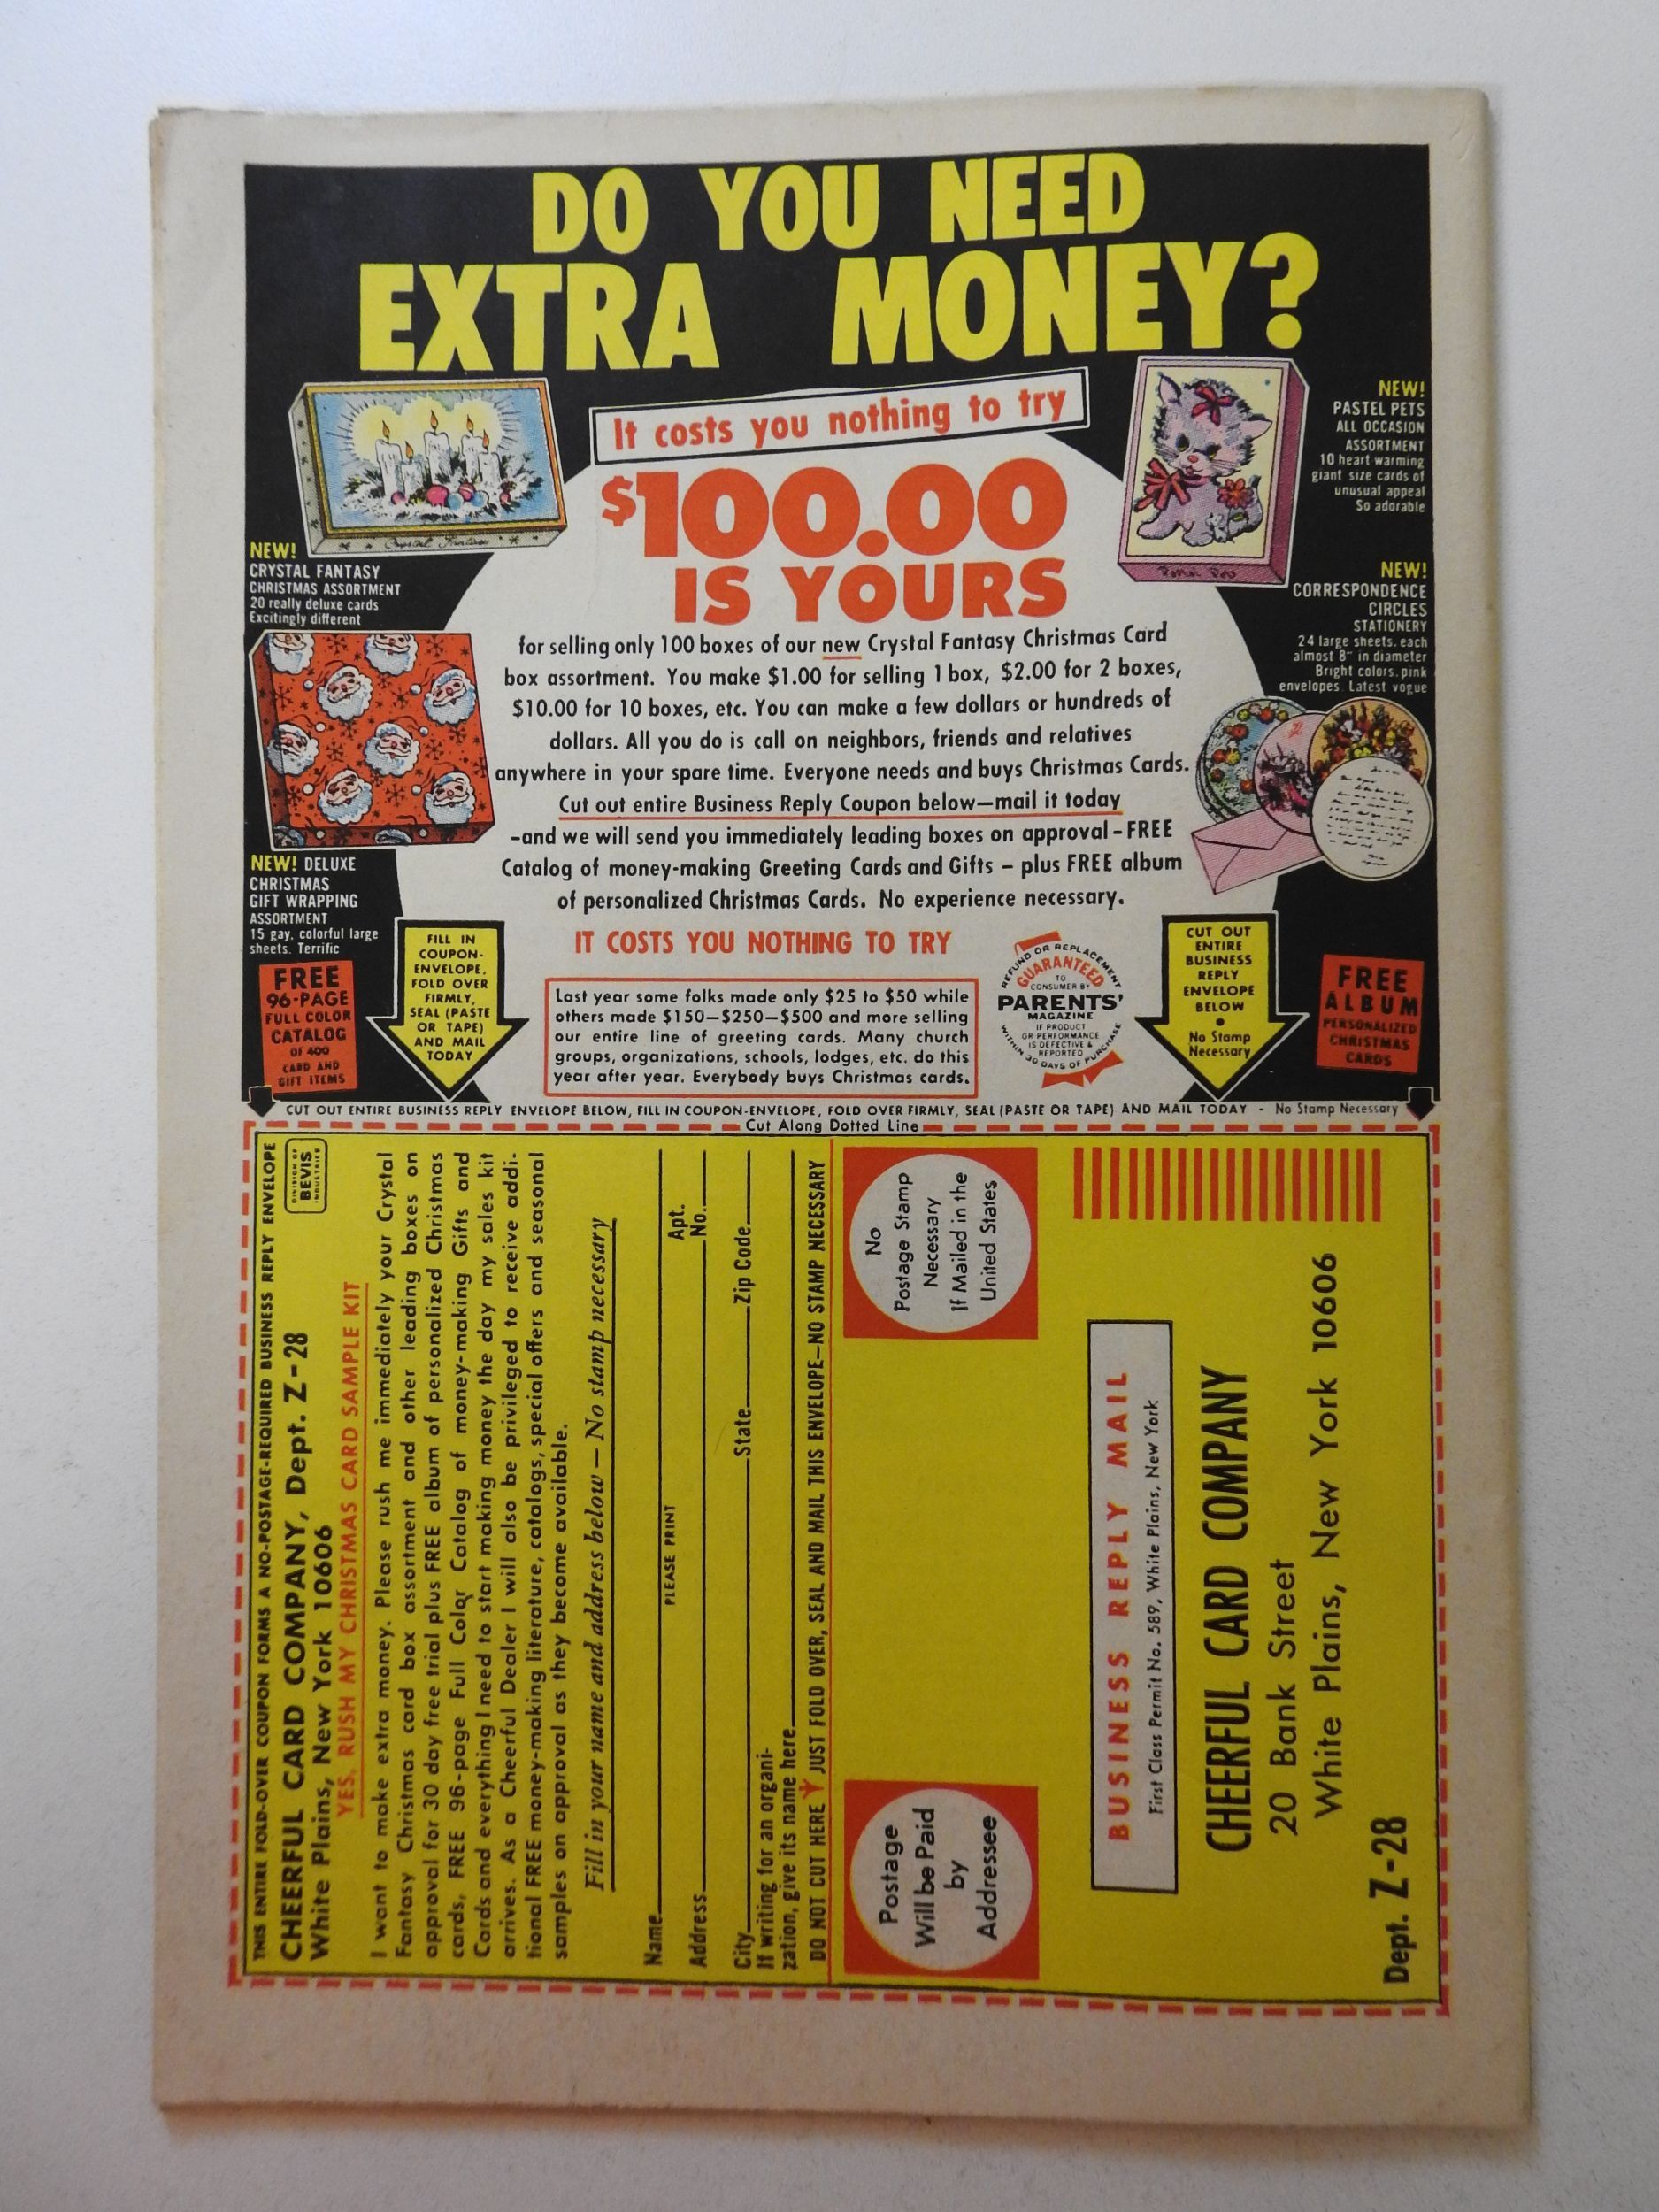 DO YOU NEED
EXTRA MONEY?
It costs you nothing to try
$100.00
IS YOURS
for selling only 100 boxes of our new Crystal Fantasy Christmas Card
box assortment. You make $1.00 for selling 1 box, $2.00 for 2 boxes,
$10.00 for 10 boxes, etc. You can make a few dollars or hundreds of
dollars. All you do is call on neighbors, friends and relatives
anywhere in your spare time. Everyone needs and buys Christmas Cards.
Cut out entire Business Reply Coupon below—mail it today
-and we will send you immediately leading boxes on approval - FREE
Catalog of money-making Greeting Cards and Gifts - plus FREE album
of personalized Christmas Cards. No experience necessary.
IT COSTS YOU NOTHING TO TRY
Crystal Fantasy
NEW!
CRYSTAL FANTASY
CHRISTMAS ASSORTMENT
20 really deluxe cards
Excitingly different
NEW! DELUXE
CHRISTMAS
GIFT WRAPPING
ASSORTMENT
15 gay, colorful large
sheets. Terrific
Pastel Pets
NEW!
PASTEL PETS
ALL OCCASION
ASSORTMENT
10 heart warming
giant size cards of
unusual appeal
So adorable
NEW!
CORRESPONDENCE
CIRCLES
STATIONERY
24 large sheets, each
almost 8" in diameter
Bright colors, pink
envelopes. Latest vogue
FREE
96-PAGE
FULL COLOR
CATALOG
OF 400
CARD AND
GIFT ITEMS
FILL IN
COUPON-
ENVELOPE,
FOLD OVER
FIRMLY,
SEAL (PASTE
OR TAPE)
AND MAIL
TODAY
Last year some folks made only $25 to $50 while
others made $150—$250—$500 and more selling
our entire line of greeting cards. Many church
groups, organizations, schools, lodges, etc. do this
year after year. Everybody buys Christmas cards.
REFUND OR REPLACEMENT
GUARANTEED
TO
CONSUMER BY
PARENTS'
MAGAZINE
IF PRODUCT
OR PERFORMANCE
IS DEFECTIVE &
REPORTED
WITHIN 30 DAYS OF PURCHASE
CUT OUT
ENTIRE
BUSINESS
REPLY
ENVELOPE
BELOW
•
No Stamp
Necessary
FREE
ALBUM
PERSONALIZED
CHRISTMAS
CARDS
CUT OUT ENTIRE BUSINESS REPLY ENVELOPE BELOW, FILL IN COUPON-ENVELOPE, FOLD OVER FIRMLY, SEAL (PASTE OR TAPE) AND MAIL TODAY - No Stamp Necessary
Cut Along Dotted Line
THIS ENTIRE FOLD-OVER COUPON FORMS A NO-POSTAGE-REQUIRED BUSINESS REPLY ENVELOPE
CHEERFUL CARD COMPANY, Dept. Z-28
White Plains, New York 10606
DIVISION OF
BEVIS
INDUSTRIES
YES, RUSH MY CHRISTMAS CARD SAMPLE KIT
I want to make extra money. Please rush me immediately your Crystal
Fantasy Christmas card box assortment and other leading boxes on
approval for 30 day free trial plus FREE album of personalized Christmas
cards, FREE 96-page Full Color Catalog of money-making Gifts and
Cards and everything I need to start making money the day my sales kit
arrives. As a Cheerful Dealer I will also be privileged to receive addi-
tional FREE money-making literature, catalogs, special offers and seasonal
samples on approval as they become available.
Fill in your name and address below — No stamp necessary
Name
PLEASE PRINT
Address Apt. No.
City State Zip Code
If writing for an organi-
zation, give its name here
DO NOT CUT HERE JUST FOLD OVER, SEAL AND MAIL THIS ENVELOPE—NO STAMP NECESSARY
Postage
Will be Paid
by
Addressee
No
Postage Stamp
Necessary
If Mailed in the
United States
BUSINESS REPLY MAIL
First Class Permit No. 589, White Plains, New York
CHEERFUL CARD COMPANY
20 Bank Street
White Plains, New York 10606
Dept. Z-28